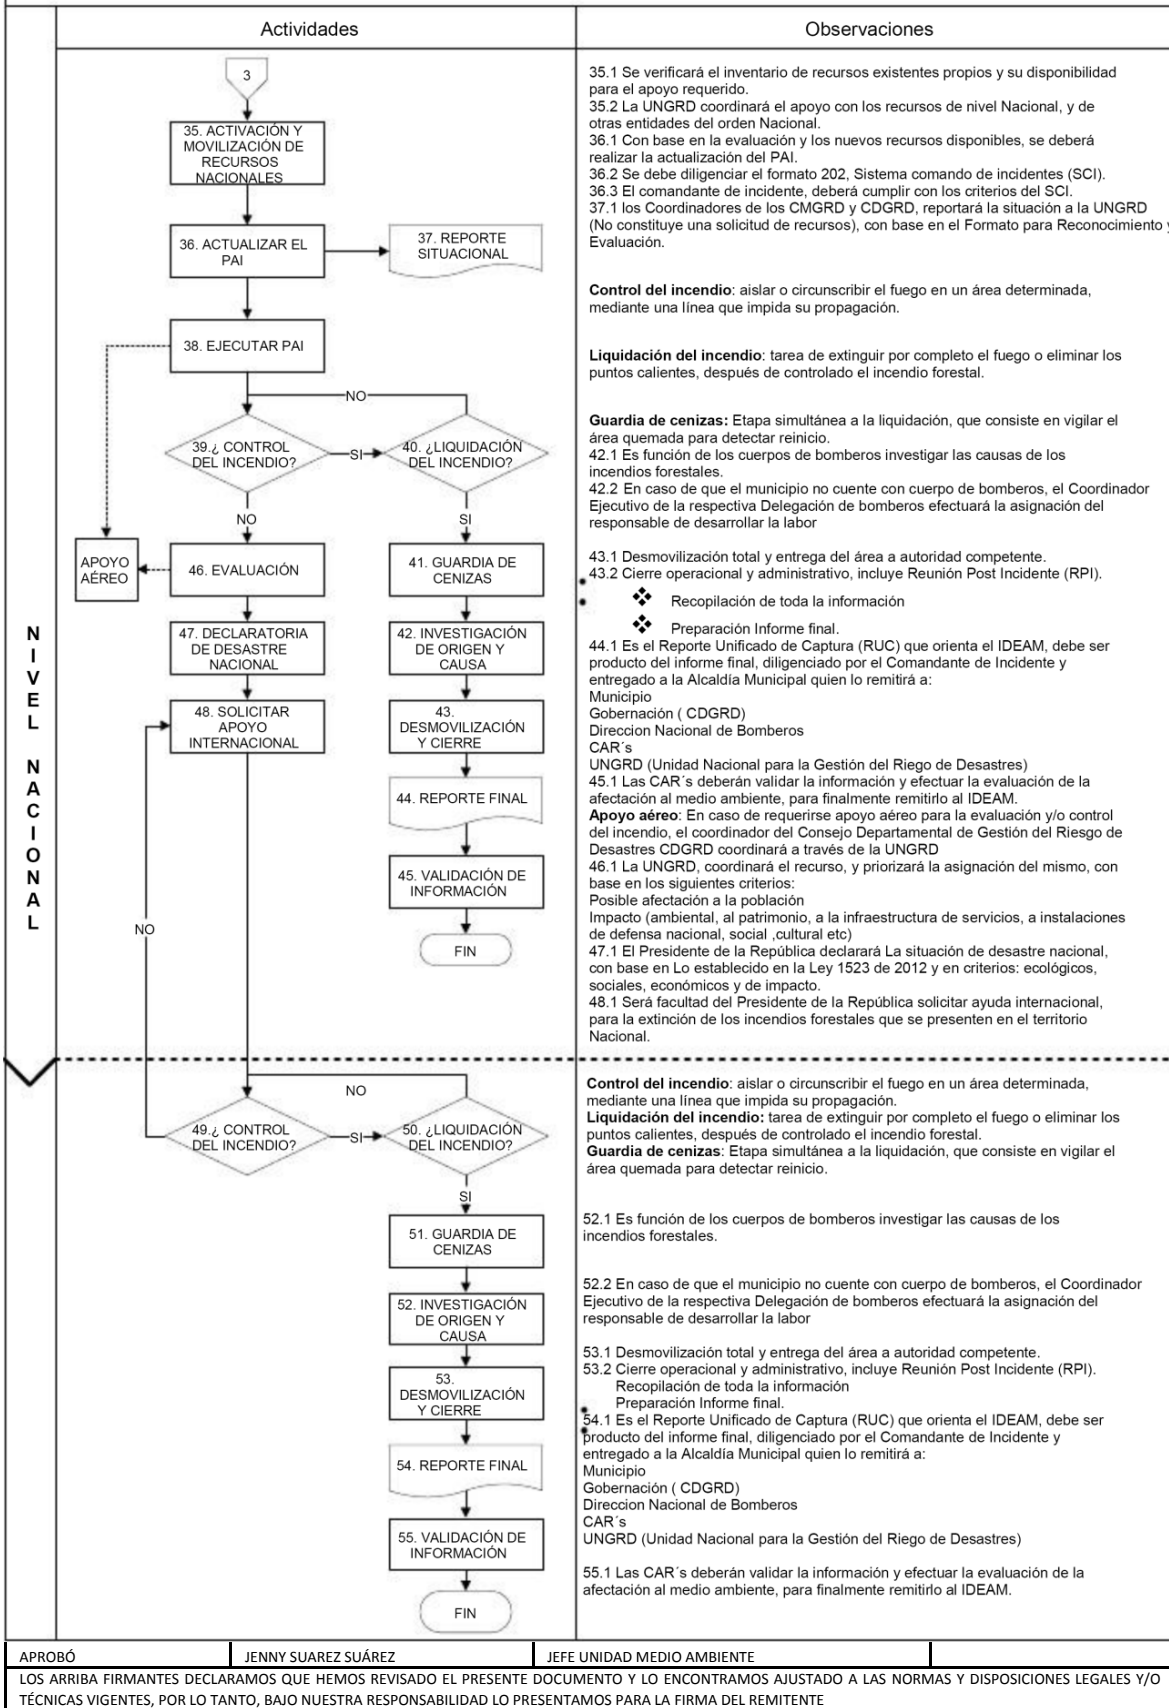 Actividades
Observaciones
3
35. ACTIVACIÓN Y
MOVILIZACIÓN DE
RECURSOS
NACIONALES
36. ACTUALIZAR EL
PAI
37. REPORTE
SITUACIONAL
38. EJECUTAR PAI
NO
39.¿ CONTROL
DEL INCENDIO?
SI
40. ¿LIQUIDACIÓN
DEL INCENDIO?
NO
SI
APOYO
AÉREO
46. EVALUACIÓN
41. GUARDIA DE
CENIZAS
47. DECLARATORIA
DE DESASTRE
NACIONAL
42. INVESTIGACIÓN
DE ORIGEN Y
CAUSA
48. SOLICITAR
APOYO
INTERNACIONAL
43.
DESMOVILIZACIÓN
Y CIERRE
44. REPORTE FINAL
45. VALIDACIÓN DE
INFORMACIÓN
NO
FIN
NIVEL NACIONAL
NO
49.¿ CONTROL
DEL INCENDIO?
SI
50. ¿LIQUIDACIÓN
DEL INCENDIO?
SI
51. GUARDIA DE
CENIZAS
52. INVESTIGACIÓN
DE ORIGEN Y
CAUSA
53.
DESMOVILIZACIÓN
Y CIERRE
54. REPORTE FINAL
55. VALIDACIÓN DE
INFORMACIÓN
FIN
35.1 Se verificará el inventario de recursos existentes propios y su disponibilidad
para el apoyo requerido.
35.2 La UNGRD coordinará el apoyo con los recursos de nivel Nacional, y de
otras entidades del orden Nacional.
36.1 Con base en la evaluación y los nuevos recursos disponibles, se deberá
realizar la actualización del PAI.
36.2 Se debe diligenciar el formato 202, Sistema comando de incidentes (SCI).
36.3 El comandante de incidente, deberá cumplir con los criterios del SCI.
37.1 los Coordinadores de los CMGRD y CDGRD, reportará la situación a la UNGRD
(No constituye una solicitud de recursos), con base en el Formato para Reconocimiento y
Evaluación.
Control del incendio: aislar o circunscribir el fuego en un área determinada,
mediante una línea que impida su propagación.
Liquidación del incendio: tarea de extinguir por completo el fuego o eliminar los
puntos calientes, después de controlado el incendio forestal.
Guardia de cenizas: Etapa simultánea a la liquidación, que consiste en vigilar el
área quemada para detectar reinicio.
42.1 Es función de los cuerpos de bomberos investigar las causas de los
incendios forestales.
42.2 En caso de que el municipio no cuente con cuerpo de bomberos, el Coordinador
Ejecutivo de la respectiva Delegación de bomberos efectuará la asignación del
responsable de desarrollar la labor
43.1 Desmovilización total y entrega del área a autoridad competente.
43.2 Cierre operacional y administrativo, incluye Reunión Post Incidente (RPI).
❖ Recopilación de toda la información
❖ Preparación Informe final.
44.1 Es el Reporte Unificado de Captura (RUC) que orienta el IDEAM, debe ser
producto del informe final, diligenciado por el Comandante de Incidente y
entregado a la Alcaldía Municipal quien lo remitirá a:
Municipio
Gobernación ( CDGRD)
Direccion Nacional de Bomberos
CAR´s
UNGRD (Unidad Nacional para la Gestión del Riego de Desastres)
45.1 Las CAR´s deberán validar la información y efectuar la evaluación de la
afectación al medio ambiente, para finalmente remitirlo al IDEAM.
Apoyo aéreo: En caso de requerirse apoyo aéreo para la evaluación y/o control
del incendio, el coordinador del Consejo Departamental de Gestión del Riesgo de
Desastres CDGRD coordinará a través de la UNGRD
46.1 La UNGRD, coordinará el recurso, y priorizará la asignación del mismo, con
base en los siguientes criterios:
Posible afectación a la población
Impacto (ambiental, al patrimonio, a la infraestructura de servicios, a instalaciones
de defensa nacional, social ,cultural etc)
47.1 El Presidente de la República declarará La situación de desastre nacional,
con base en Lo establecido en la Ley 1523 de 2012 y en criterios: ecológicos,
sociales, económicos y de impacto.
48.1 Será facultad del Presidente de la República solicitar ayuda internacional,
para la extinción de los incendios forestales que se presenten en el territorio
Nacional.
Control del incendio: aislar o circunscribir el fuego en un área determinada,
mediante una línea que impida su propagación.
Liquidación del incendio: tarea de extinguir por completo el fuego o eliminar los
puntos calientes, después de controlado el incendio forestal.
Guardia de cenizas: Etapa simultánea a la liquidación, que consiste en vigilar el
área quemada para detectar reinicio.
52.1 Es función de los cuerpos de bomberos investigar las causas de los
incendios forestales.
52.2 En caso de que el municipio no cuente con cuerpo de bomberos, el Coordinador
Ejecutivo de la respectiva Delegación de bomberos efectuará la asignación del
responsable de desarrollar la labor
53.1 Desmovilización total y entrega del área a autoridad competente.
53.2 Cierre operacional y administrativo, incluye Reunión Post Incidente (RPI).
Recopilación de toda la información
Preparación Informe final.
54.1 Es el Reporte Unificado de Captura (RUC) que orienta el IDEAM, debe ser
producto del informe final, diligenciado por el Comandante de Incidente y
entregado a la Alcaldía Municipal quien lo remitirá a:
Municipio
Gobernación ( CDGRD)
Direccion Nacional de Bomberos
CAR´s
UNGRD (Unidad Nacional para la Gestión del Riego de Desastres)
55.1 Las CAR´s deberán validar la información y efectuar la evaluación de la
afectación al medio ambiente, para finalmente remitirlo al IDEAM.
APROBÓ JENNY SUAREZ SUÁREZ JEFE UNIDAD MEDIO AMBIENTE
LOS ARRIBA FIRMANTES DECLARAMOS QUE HEMOS REVISADO EL PRESENTE DOCUMENTO Y LO ENCONTRAMOS AJUSTADO A LAS NORMAS Y DISPOSICIONES LEGALES Y/O
TÉCNICAS VIGENTES, POR LO TANTO, BAJO NUESTRA RESPONSABILIDAD LO PRESENTAMOS PARA LA FIRMA DEL REMITENTE